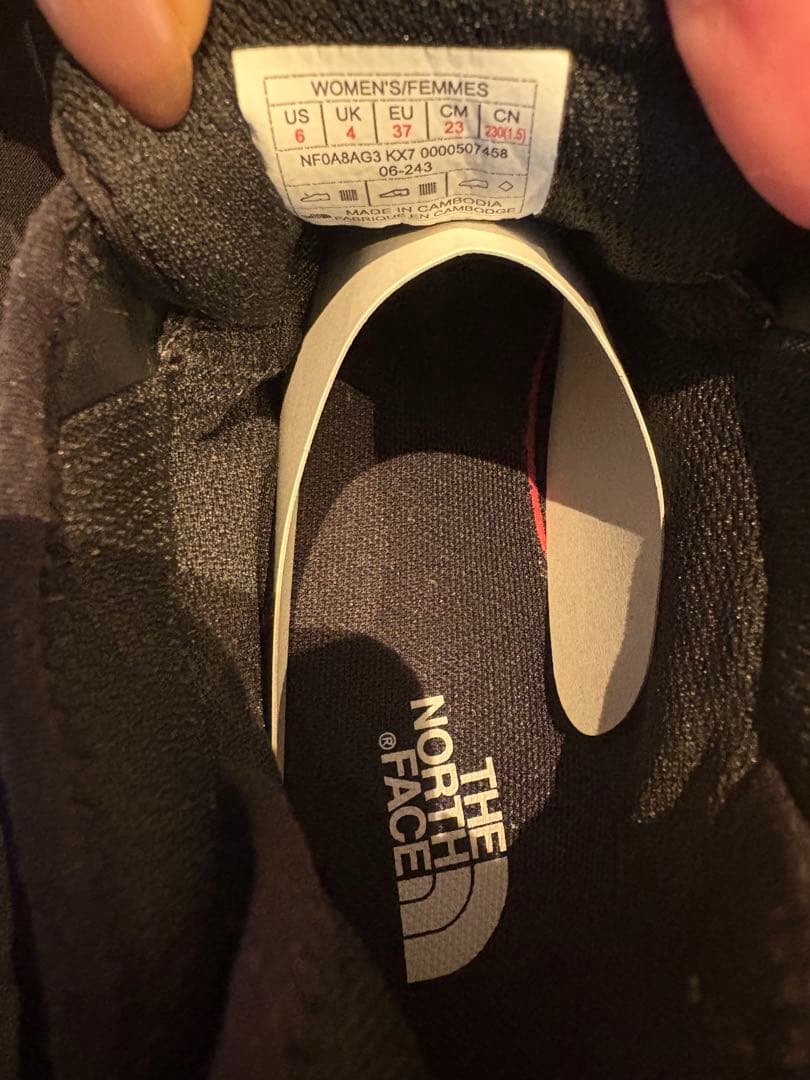 WOMEN'S/FEMMES
US UK EU CM CN
6 4 37 23 230(1.5)
NF0A8AG3 KX7 0000507458
06-243
MADE IN CAMBODIA
FABRIQUE EN CAMBODGE
THE
NORTH
FACE®